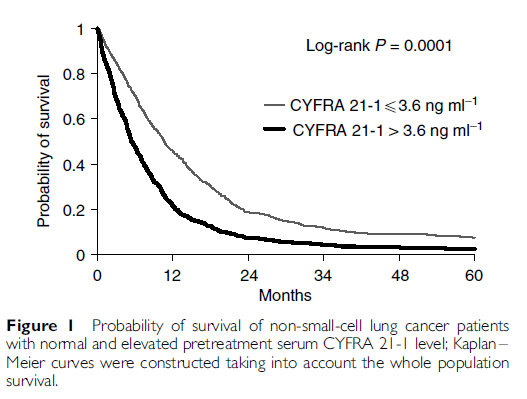 Log-rank P = 0.0001
CYFRA 21-1 ⩽ 3.6 ng ml⁻¹
CYFRA 21-1 > 3.6 ng ml⁻¹
Probability of survival
1
0.8
0.6
0.4
0.2
0
0 12 24 34 48 60
Months
Figure 1 Probability of survival of non-small-cell lung cancer patients
with normal and elevated pretreatment serum CYFRA 21-1 level; Kaplan–
Meier curves were constructed taking into account the whole population
survival.